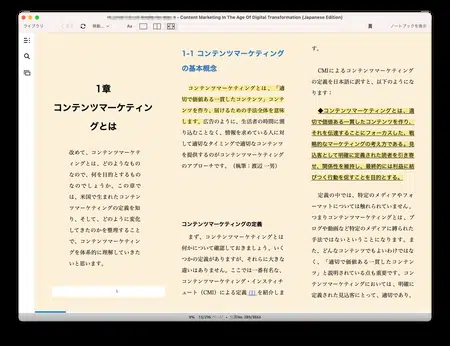 Content Marketing In The Age Of Digital Transformation (Japanese Edition)
マイライブラリ
移動...
Aa
ノートブックを表示
1章
コンテンツマーケティン
グとは
改めて、コンテンツマーケテ
ィングとは、どのようなもの
なので、何を目的とするもの
なのでしょうか。この章で
は、米国で生まれたコンテン
ツマーケティングの定義を知
り、そして、どのように変化
してきたのかを整理すること
で、コンテンツマーケティン
グを体系的に理解していきた
いと思います。
1-1 コンテンツマーケティング
の基本概念
コンテンツマーケティングとは、「適
切で価値ある一貫したコンテンツ」コンテ
ンツを作り、届けるための手法全体を意味
します。広告のように、生活者の時間に割
り込むことなく、情報を求めている人に対
して適切なタイミングで適切なコンテンツ
を提供するのがコンテンツマーケティング
のアプローチです。（執筆：渡辺 一男）
コンテンツマーケティングの定義
まず、コンテンツマーケティングとは
何かについて確認しておきましょう。いく
つかの定義がありますが、それらに大きな
違いはありません。ここでは一番有名な、
コンテンツマーケティング・インスティテ
ュート（CMI）による定義 [1] を紹介しま
す。
CMIによるコンテンツマーケティング
の定義を日本語に訳すと、以下のようにな
ります。
◆コンテンツマーケティングとは、適
切で価値ある一貫したコンテンツを作り、
それを伝達することにフォーカスした、戦
略的なマーケティングの考え方である。見
込客として明確に定義された読者を引き寄
せ、関係性を維持し、最終的には利益に結
びつく行動を促すことを目的とする。
定義の中では、特定のメディアやフォ
ーマットについては触れられていません。
つまりコンテンツマーケティングとは、ブ
ログや動画など特定のメディアに縛られた
手法ではないということになります。ま
た、どんなコンテンツでもよいわけではな
く、「適切で価値ある一貫したコンテン
ツ」と説明されている点も重要です。コン
テンツマーケティングにおいては、明確に
定義された見込客にとって、適切であり、